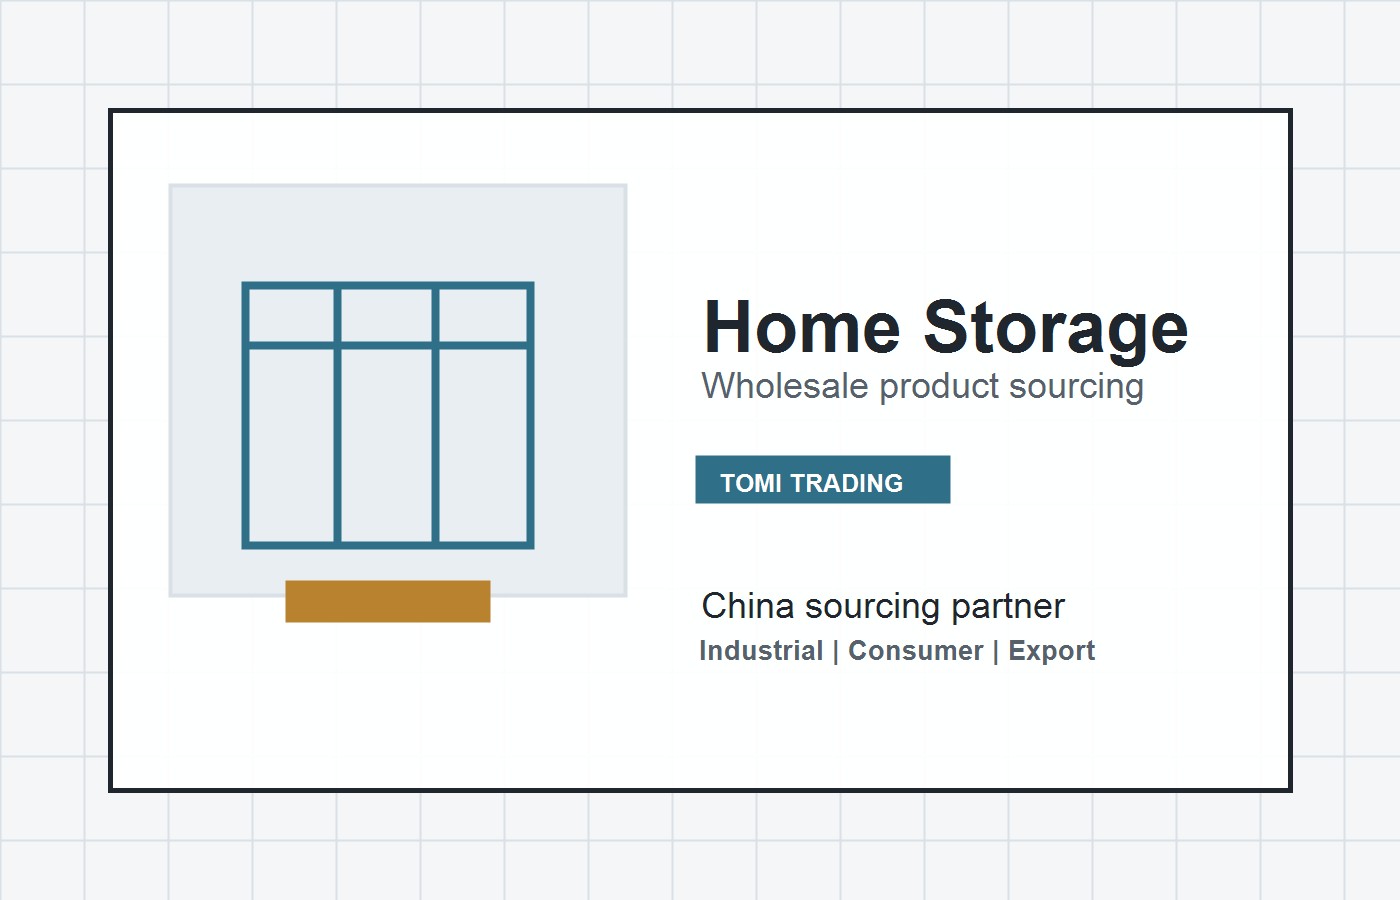 Home Storage
Wholesale product sourcing
TOMI TRADING
China sourcing partner
Industrial | Consumer | Export